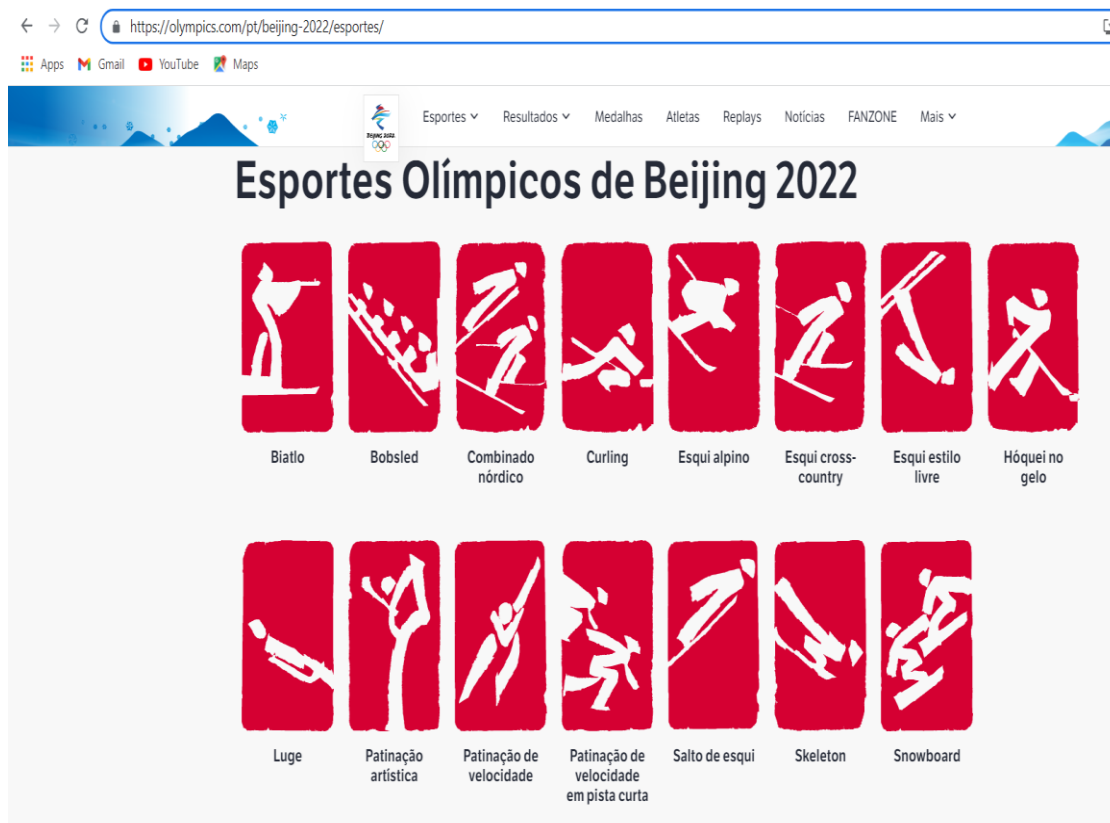 https://olympics.com/pt/beijing-2022/esportes/
Apps Gmail YouTube Maps
BEIJING 2022
Esportes Resultados Medalhas Atletas Replays Notícias FANZONE Mais
Esportes Olímpicos de Beijing 2022
Biatlo Bobsled Combinado nórdico Curling Esqui alpino Esqui cross-country Esqui estilo livre Hóquei no gelo
Luge Patinação artística Patinação de velocidade Patinação de velocidade em pista curta Salto de esqui Skeleton Snowboard